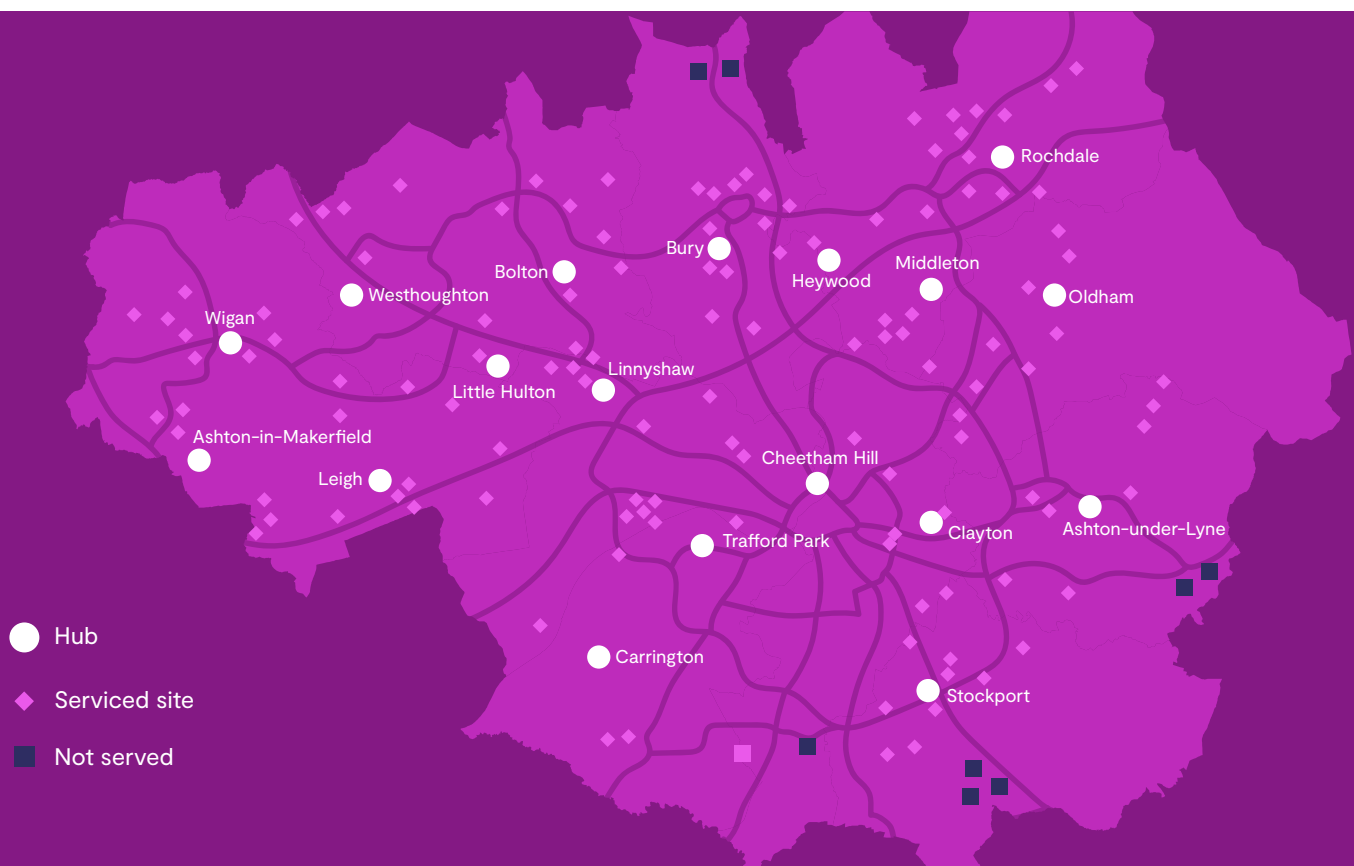 Rochdale
Bury
Heywood
Middleton
Bolton
Westhoughton
Oldham
Wigan
Linnyshaw
Little Hulton
Ashton-in-Makerfield
Leigh
Cheetham Hill
Trafford Park
Clayton
Ashton-under-Lyne
Carrington
Stockport
Hub
Serviced site
Not served